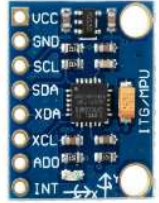 VCC
GND
SCL
SDA
XDA
XCL
ADO
INT
ITG/MPU
X
Y